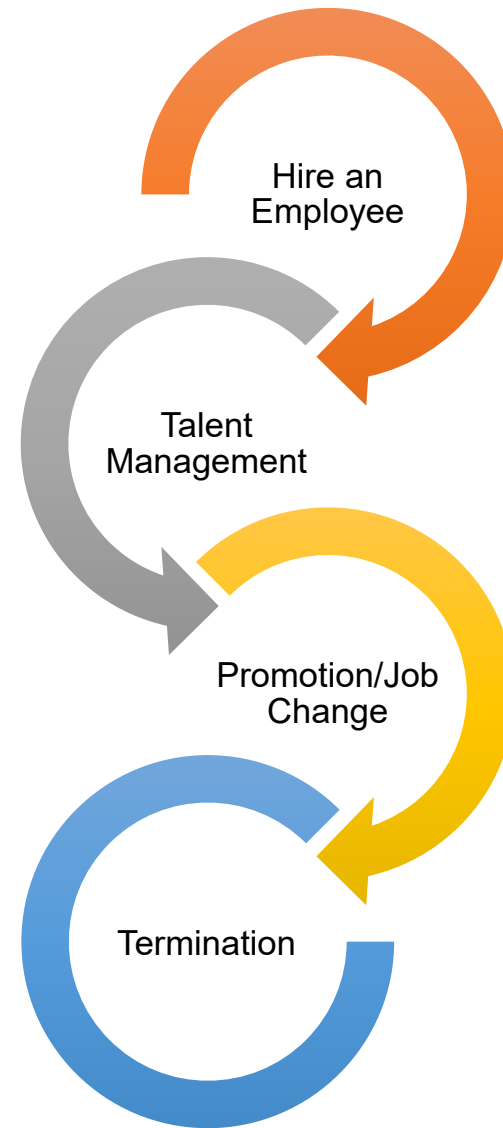 Hire an
Employee
Talent
Management
Promotion/Job
Change
Termination